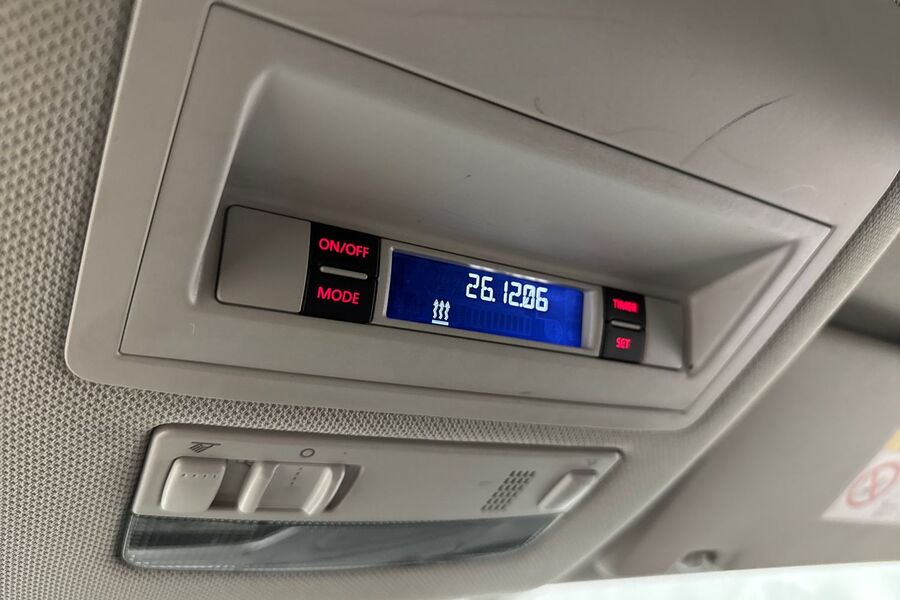 ON/OFF
MODE
26.12.06
TIMER
SET